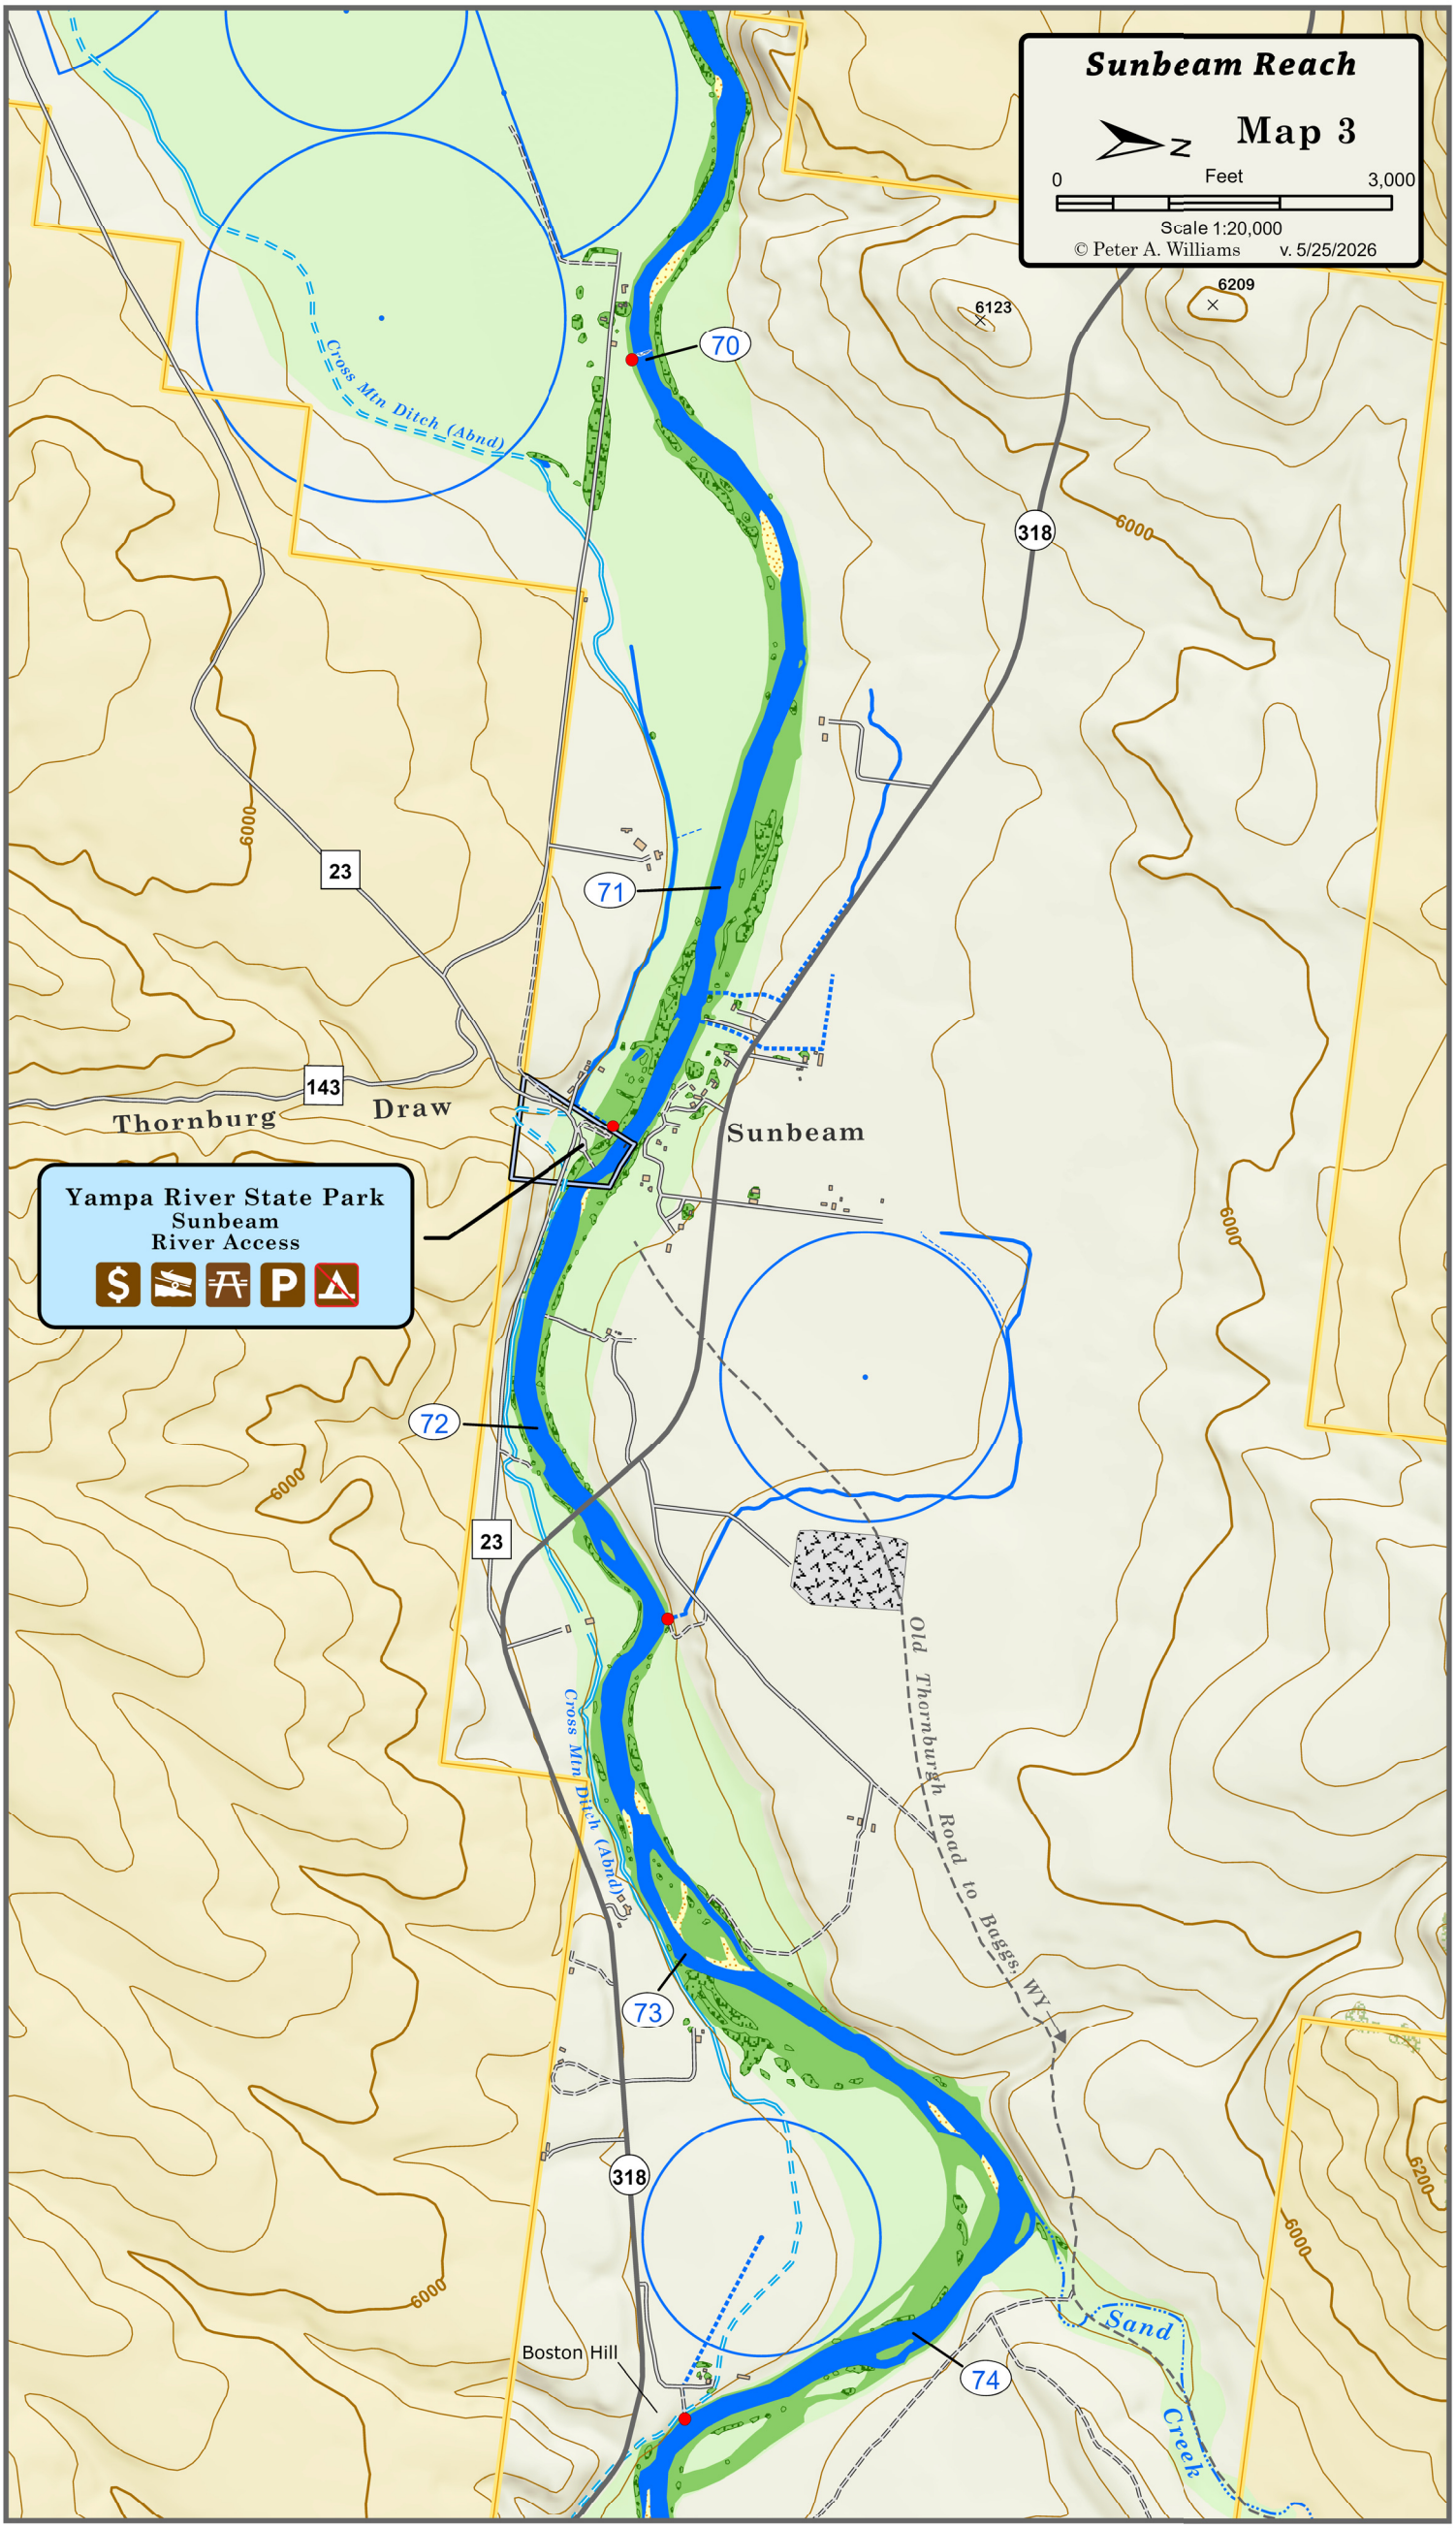 Sunbeam Reach
N
Map 3
Feet
0 3,000
Scale 1:20,000
© Peter A. Williams v. 5/25/2026
6209
6123
70
Cross Mtn Ditch (Abnd)
318
6000
6000
23
71
143
Thornburg Draw
Sunbeam
Yampa River State Park
Sunbeam
River Access
$
P
6000
72
6000
23
Old Thornburgh Road to Baggs, WY
Cross Mtn Ditch (Abnd)
73
318
6200
6000
6000
Sand Creek
Boston Hill
74